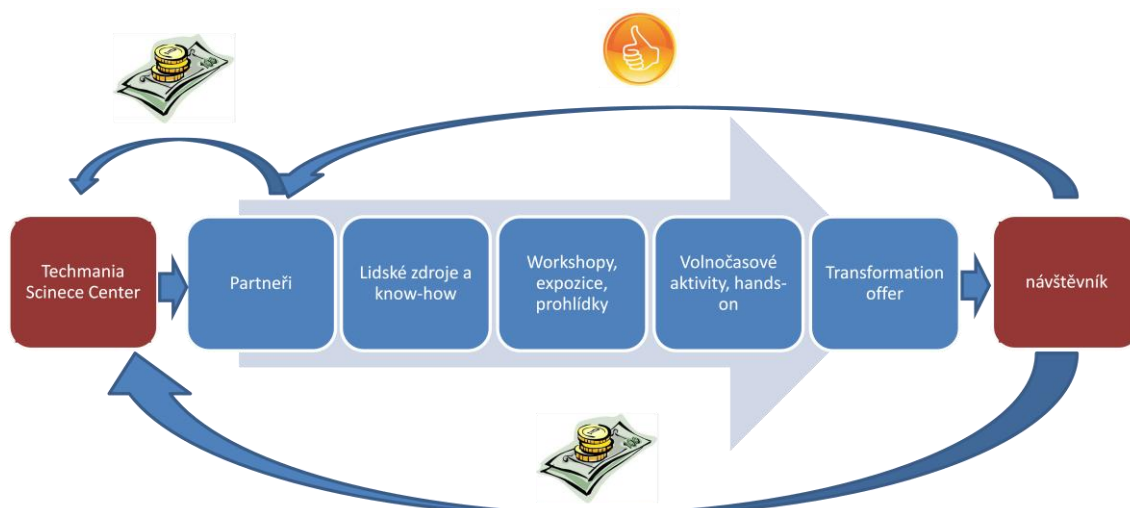 Techmania
Scinece Center
Partneři
Lidské zdroje a
know-how
Workshopy,
expozice,
prohlídky
Volnočasové
aktivity, hands-
on
Transformation
offer
návštěvník